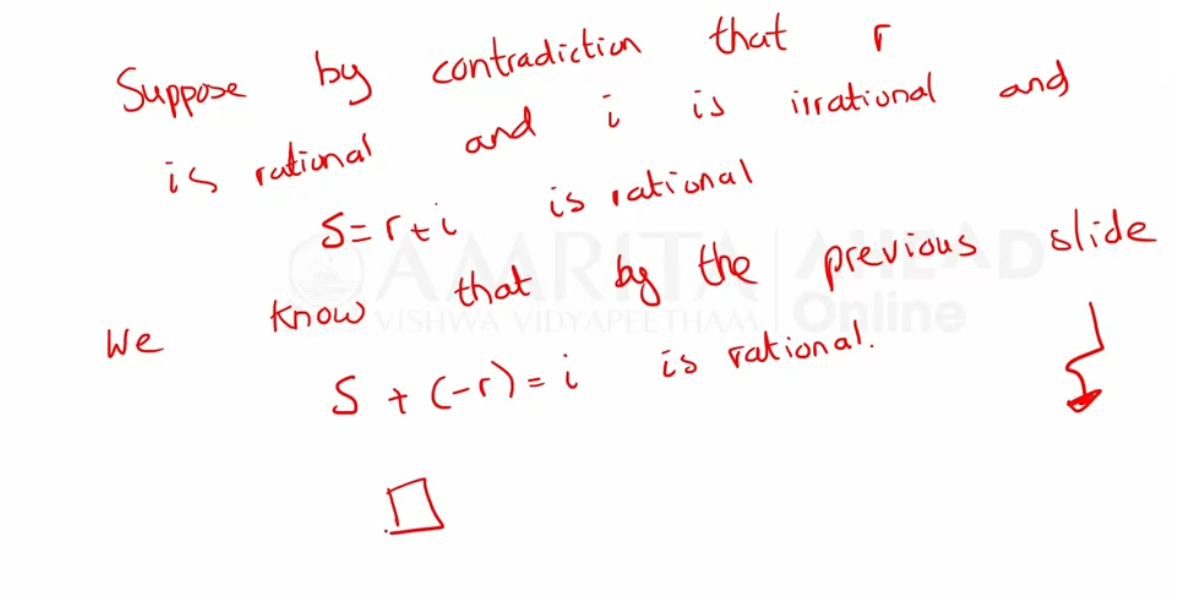 Suppose by contradiction that r
is rational and i is irrational and
S = r + i is rational
We know that by the previous slide
S + (-r) = i is rational.
AMRITA VISHWA VIDYAPEETHAM
AHEAD Online